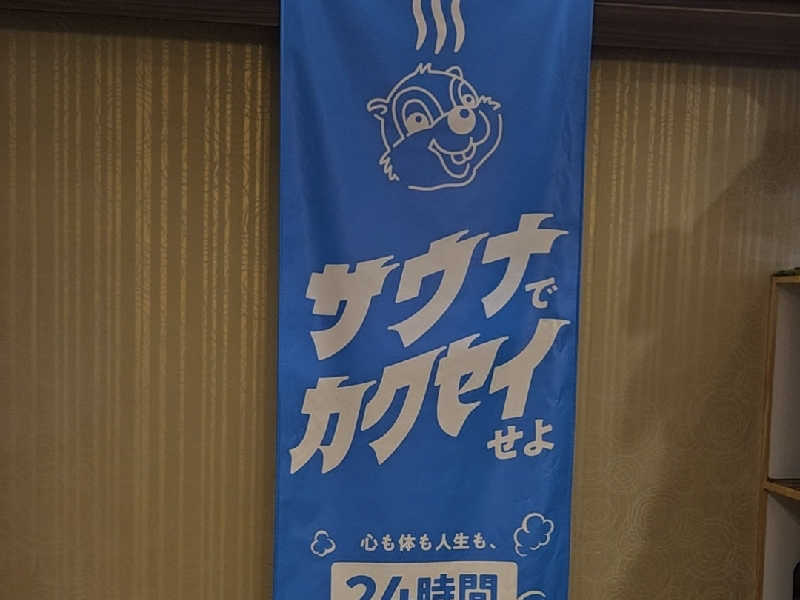 サウナで
カクセイせよ
心も体も人生も、
24時間